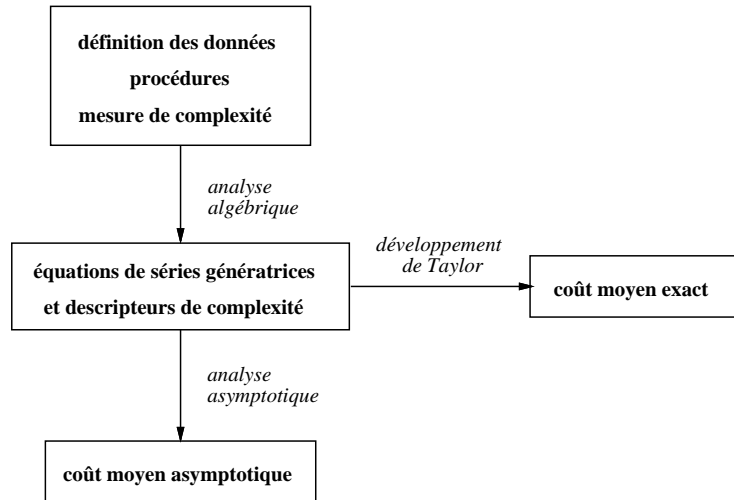 définition des données
procédures
mesure de complexité
analyse
algébrique
équations de séries génératrices
et descripteurs de complexité
développement
de Taylor
coût moyen exact
analyse
asymptotique
coût moyen asymptotique